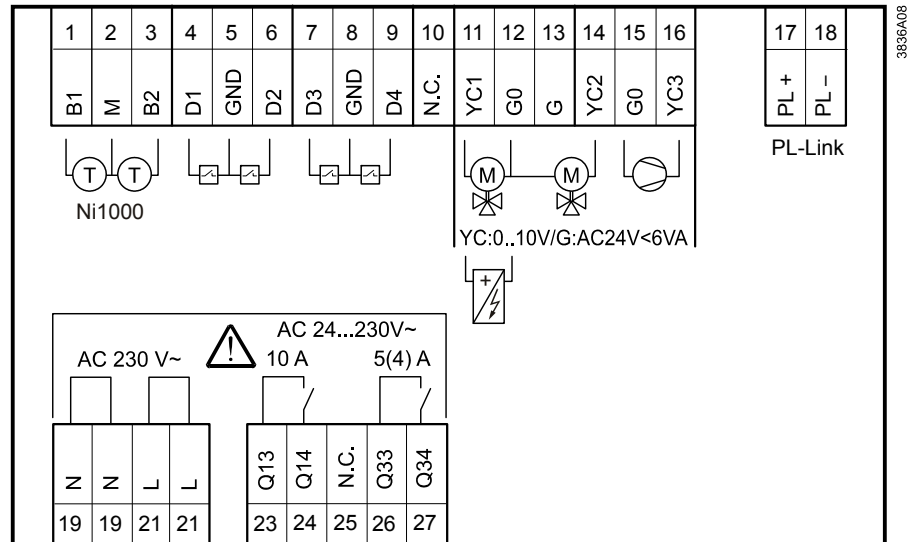 1 2 3 4 5 6 7 8 9 10 11 12 13 14 15 16 17 18
B1 M B2 D1 GND D2 D3 GND D4 N.C. YC1 G0 G YC2 G0 YC3 PL+ PL–
T T M M PL-Link
Ni1000
YC:0..10V/G:AC24V<6VA
+
AC 24...230V~
AC 230 V~ 10 A 5(4) A
N N L L Q13 Q14 N.C. Q33 Q34
19 19 21 21 23 24 25 26 27
3836A08